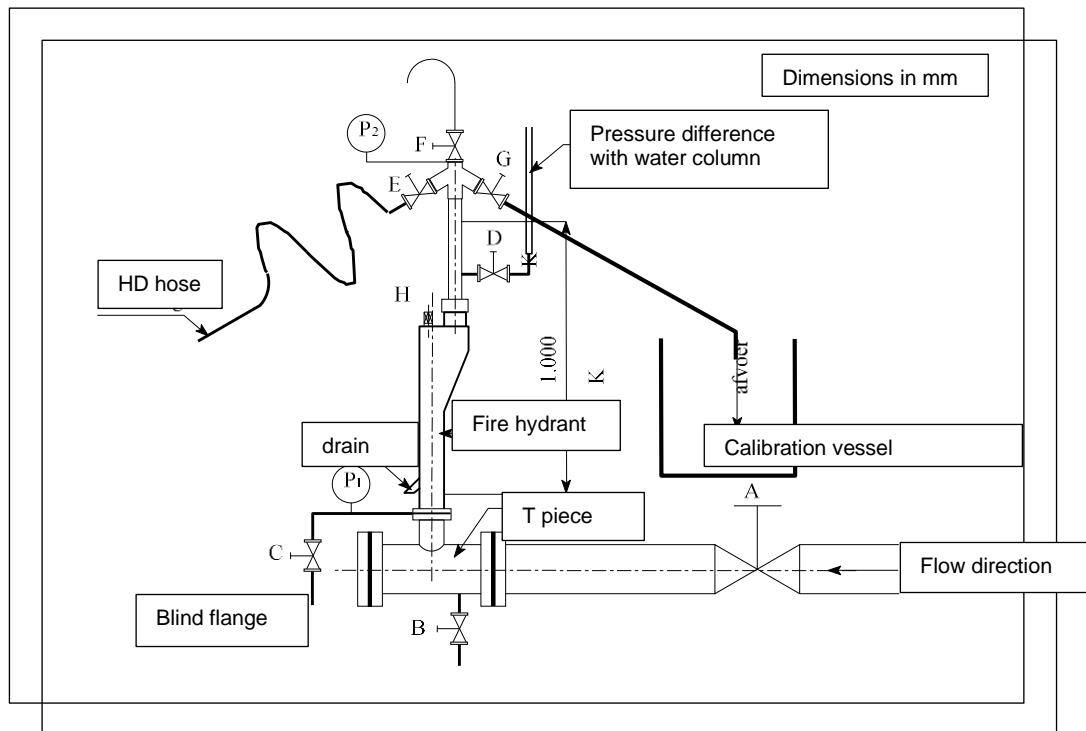 Dimensions in mm
P2
F
Pressure difference
with water column
G
E
D
K
HD hose
H
1.000
K
afvoer
Fire hydrant
drain
Calibration vessel
P1
A
T piece
C
Flow direction
Blind flange
B